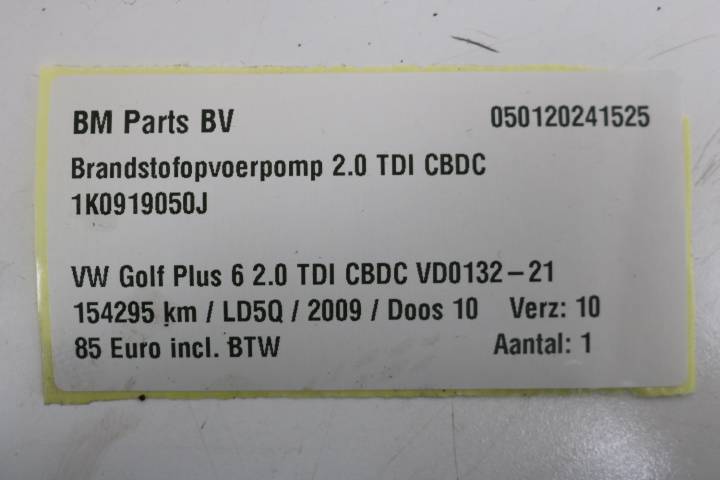 BM Parts BV 050120241525
Brandstofopvoerpomp 2.0 TDI CBDC
1K0919050J
VW Golf Plus 6 2.0 TDI CBDC VD0132-21
154295 km / LD5Q / 2009 / Doos 10 Verz: 10
85 Euro incl. BTW Aantal: 1